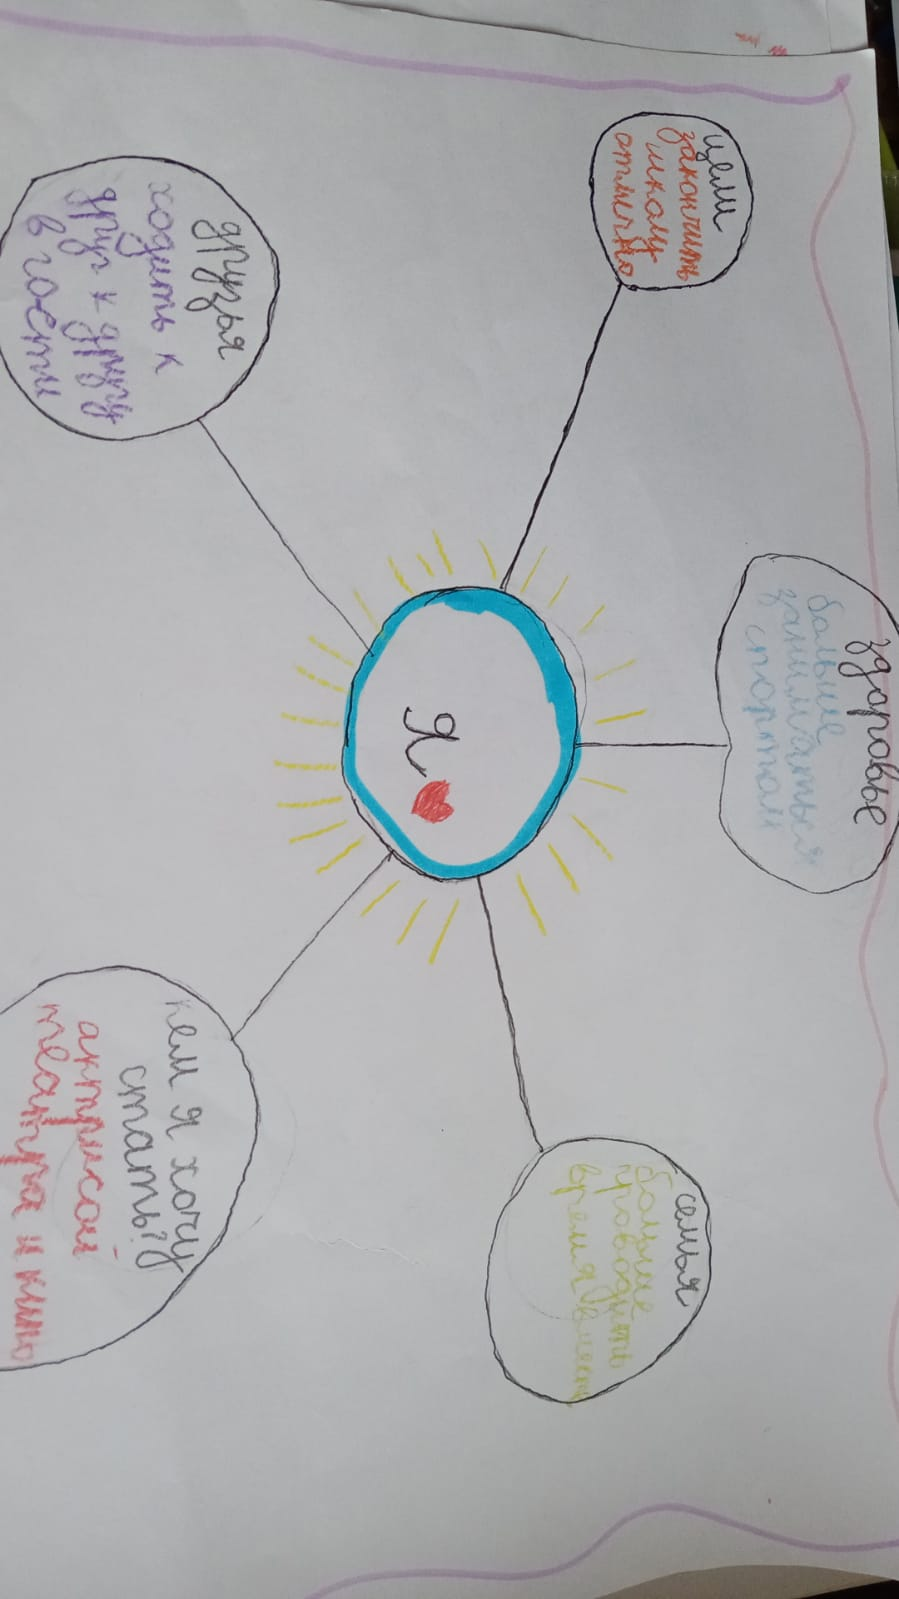 цели
закончить
школу
отлично
здоровье
больше
заниматься
спортом
семья
больше
проводить
время вместе
Я
друзья
ходить к
друг к другу
в гости
кем я хочу
стать?
актрисой
театра и кино